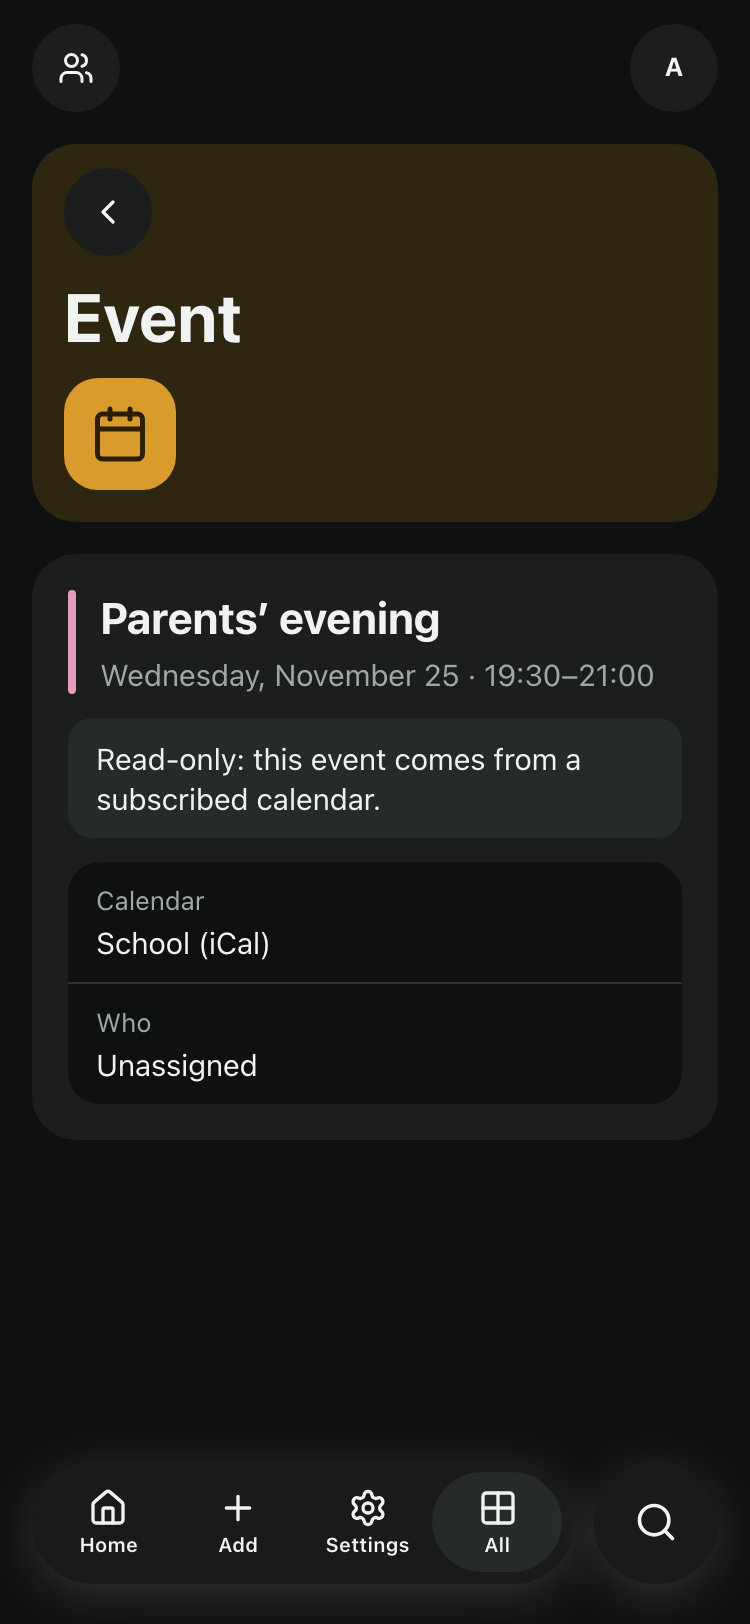 A
Event
Parents’ evening
Wednesday, November 25 · 19:30–21:00
Read-only: this event comes from a
subscribed calendar.
Calendar
School (iCal)
Who
Unassigned
Home
Add
Settings
All